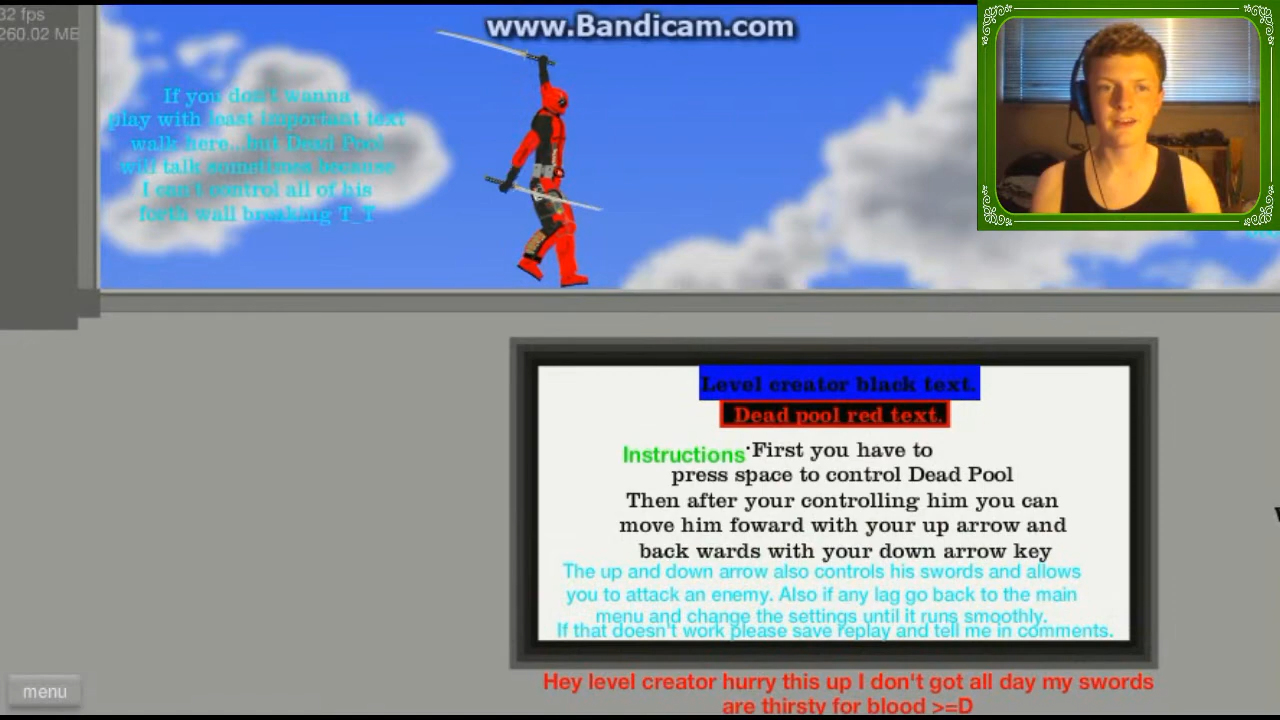 32 fps
260.02 ME
www.Bandicam.com
If you don't wanna
play with least important text
walk here...but Dead Pool
will talk sometimes because
I can't control all of his
forth wall breaking T_T
Level creator black text.
Dead pool red text.
Instructions:First you have to
press space to control Dead Pool
Then after your controlling him you can
move him foward with your up arrow and
back wards with your down arrow key
The up and down arrow also controls his swords and allows
you to attack an enemy. Also if any lag go back to the main
menu and change the settings until it runs smoothly.
If that doesn't work please save replay and tell me in comments.
menu
Hey level creator hurry this up I don't got all day my swords
are thirsty for blood >=D